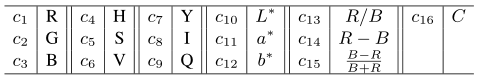 c1 R c4 H c7 Y c10 L* c13 R/B c16 C
c2 G c5 S c8 I c11 a* c14 R − B
c3 B c6 V c9 Q c12 b* c15 B−R/B+R